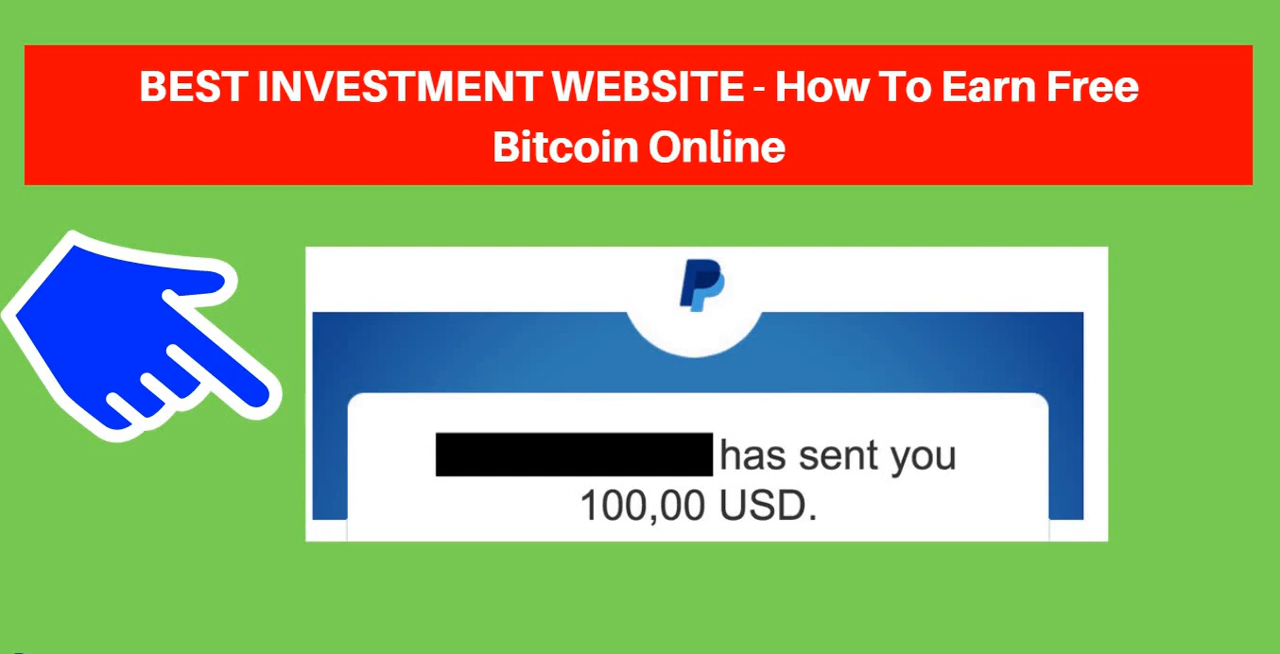 BEST INVESTMENT WEBSITE - How To Earn Free
Bitcoin Online
has sent you
100,00 USD.